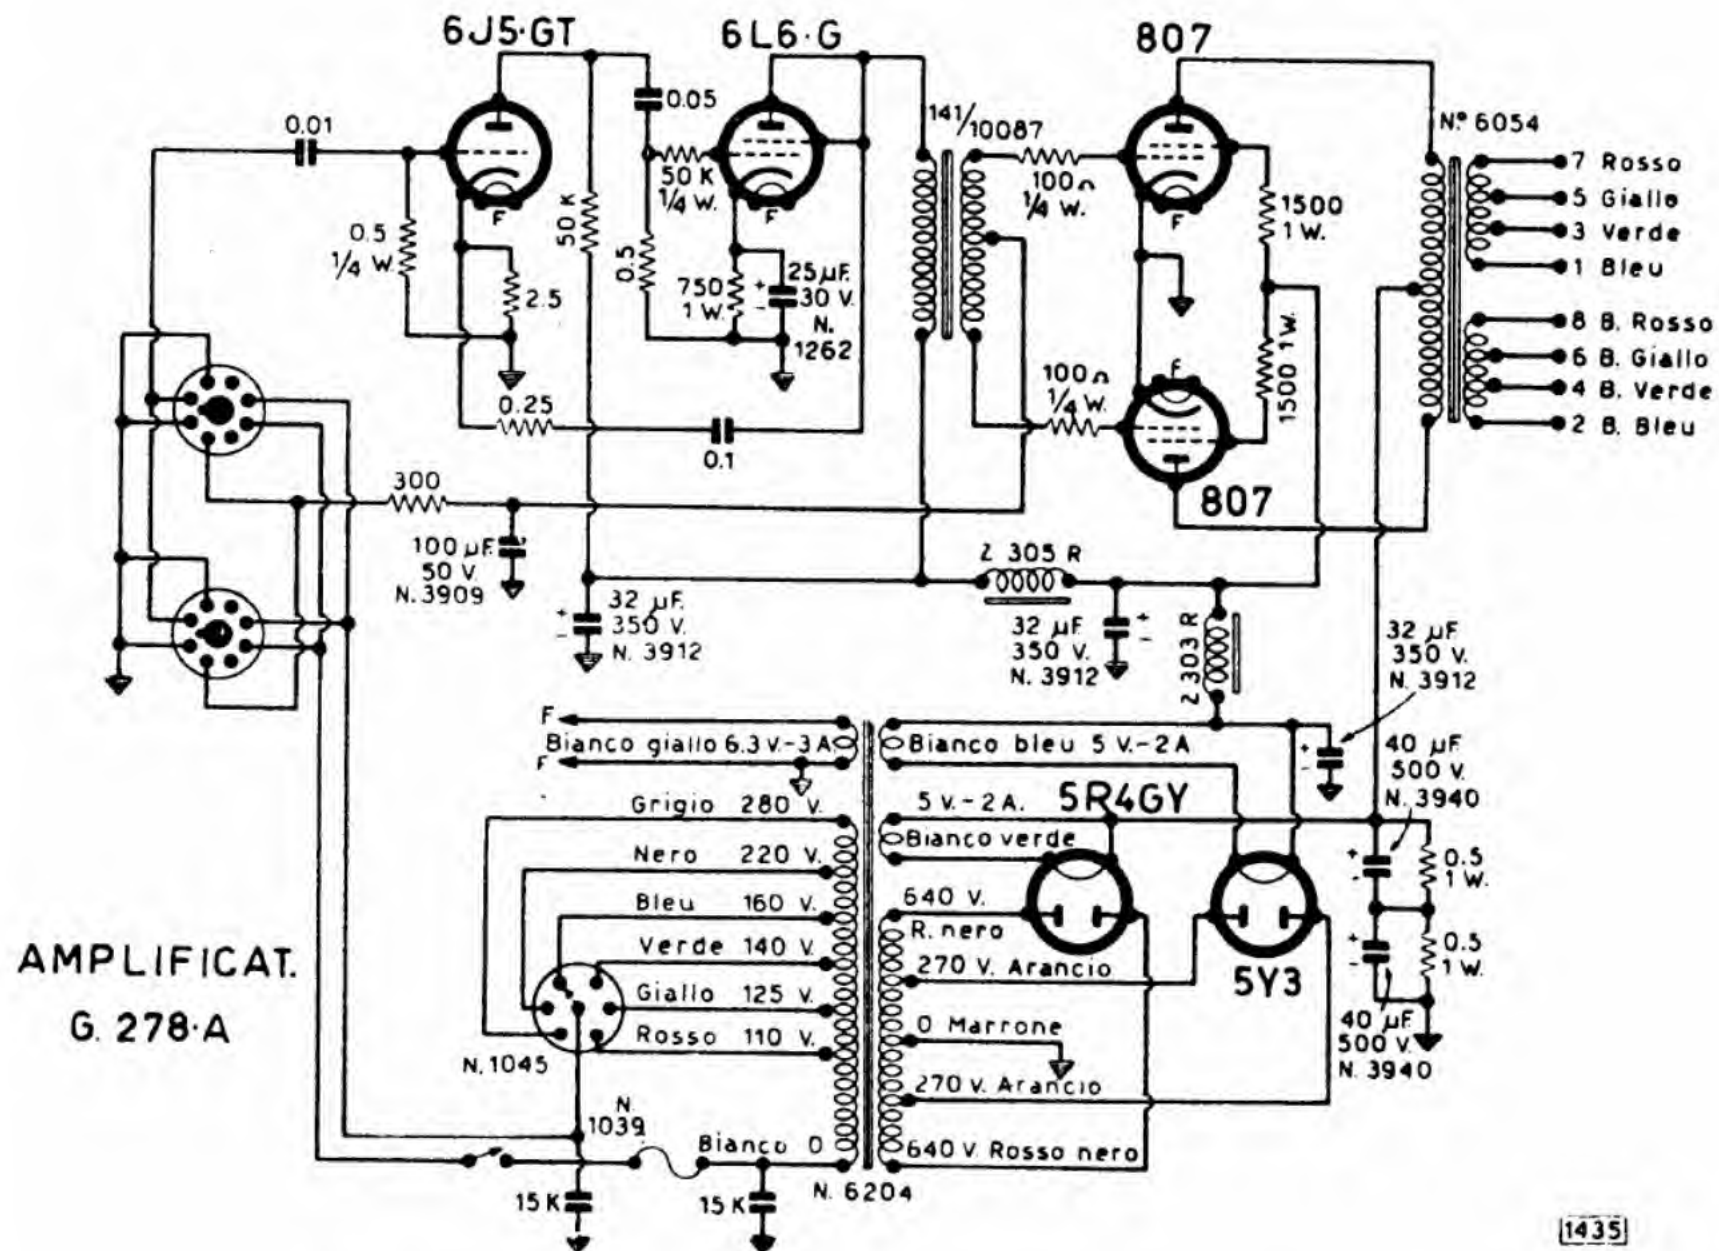 6J5·GT
6L6·G
807
0.01
0.05
141/10087
N.º 6054
50 K
1/4 W.
100Ω
1/4 W.
1500
1 W.
7 Rosso
5 Giallo
3 Verde
1 Bleu
0.5
1/4 W.
2.5
50 K
0.5
750
1 W.
25 µF.
30 V.
N.
1262
F
F
F
F
100Ω
1/4 W.
1500 1 W.
8 B. Rosso
6 B. Giallo
4 B. Verde
2 B. Bleu
0.25
0.1
807
300
100 µF.
50 V.
N. 3909
32 µF.
350 V.
N. 3912
Z 305 R
32 µF.
350 V.
N. 3912
Z 303 R
32 µF
350 V.
N. 3912
F
Bianco giallo 6.3 V.-3 A
F
Bianco bleu 5 V.-2 A
40 µF.
500 V.
N. 3940
Grigio 280 V.
5 V.-2 A.
5R4GY
Bianco verde
Nero 220 V.
0.5
1 W.
Bleu 160 V.
640 V.
R. nero
Verde 140 V.
270 V. Arancio
5Y3
0.5
1 W.
Giallo 125 V.
Rosso 110 V.
0 Marrone
40 µF.
500 V.
N. 3940
AMPLIFICAT.
G. 278·A
N. 1045
270 V. Arancio
N.
1039
Bianco 0
640 V. Rosso nero
15 K
15 K
N. 6204
1435